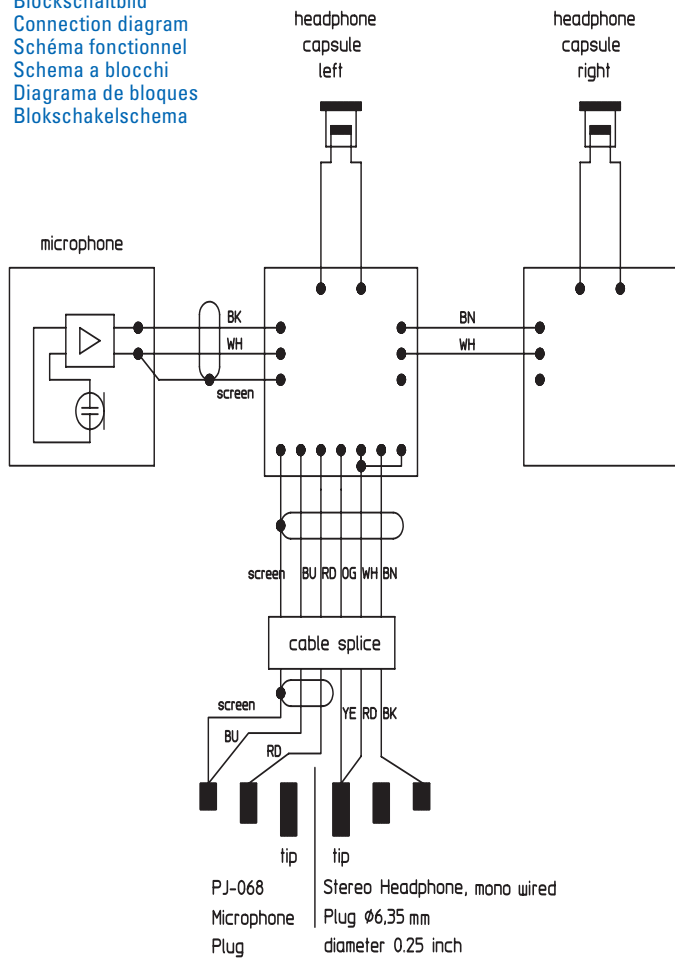 Blockschaltbild
Connection diagram
Schéma fonctionnel
Schema a blocchi
Diagrama de bloques
Blokschakelschema
headphone
capsule
left
headphone
capsule
right
microphone
BK
WH
screen
BN
WH
screen BU RD OG WH BN
cable splice
screen
BU
RD
YE RD BK
tip
tip
PJ-068
Microphone
Plug
Stereo Headphone, mono wired
Plug Ø6,35 mm
diameter 0.25 inch